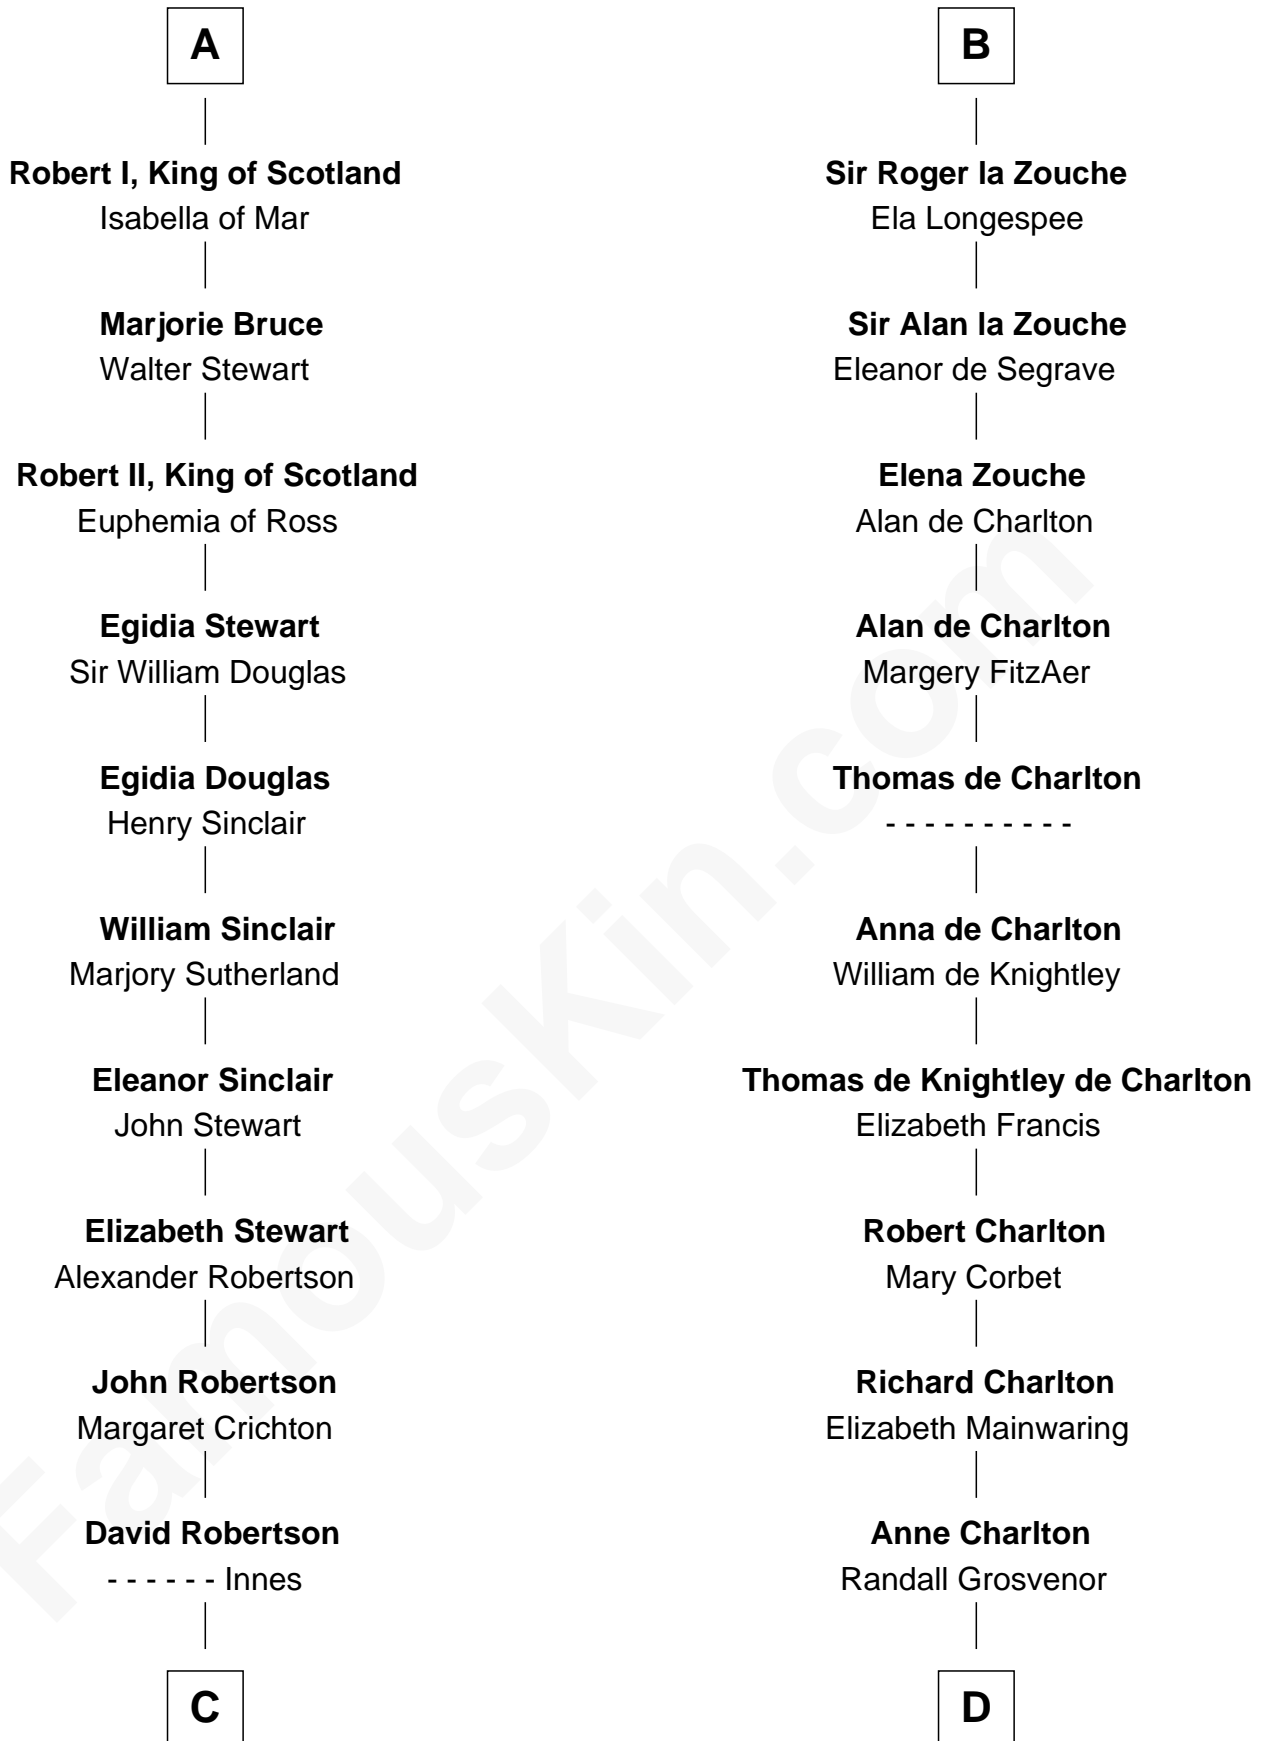 A
Robert I, King of Scotland
Isabella of Mar
Marjorie Bruce
Walter Stewart
Robert II, King of Scotland
Euphemia of Ross
Egidia Stewart
Sir William Douglas
Egidia Douglas
Henry Sinclair
William Sinclair
Marjory Sutherland
Eleanor Sinclair
John Stewart
Elizabeth Stewart
Alexander Robertson
John Robertson
Margaret Crichton
David Robertson
- - - - - - Innes
C
B
Sir Roger la Zouche
Ela Longespee
Sir Alan la Zouche
Eleanor de Segrave
Elena Zouche
Alan de Charlton
Alan de Charlton
Margery FitzAer
Thomas de Charlton
- - - - - - - - - -
Anna de Charlton
William de Knightley
Thomas de Knightley de Charlton
Elizabeth Francis
Robert Charlton
Mary Corbet
Richard Charlton
Elizabeth Mainwaring
Anne Charlton
Randall Grosvenor
D
FamousKin.com